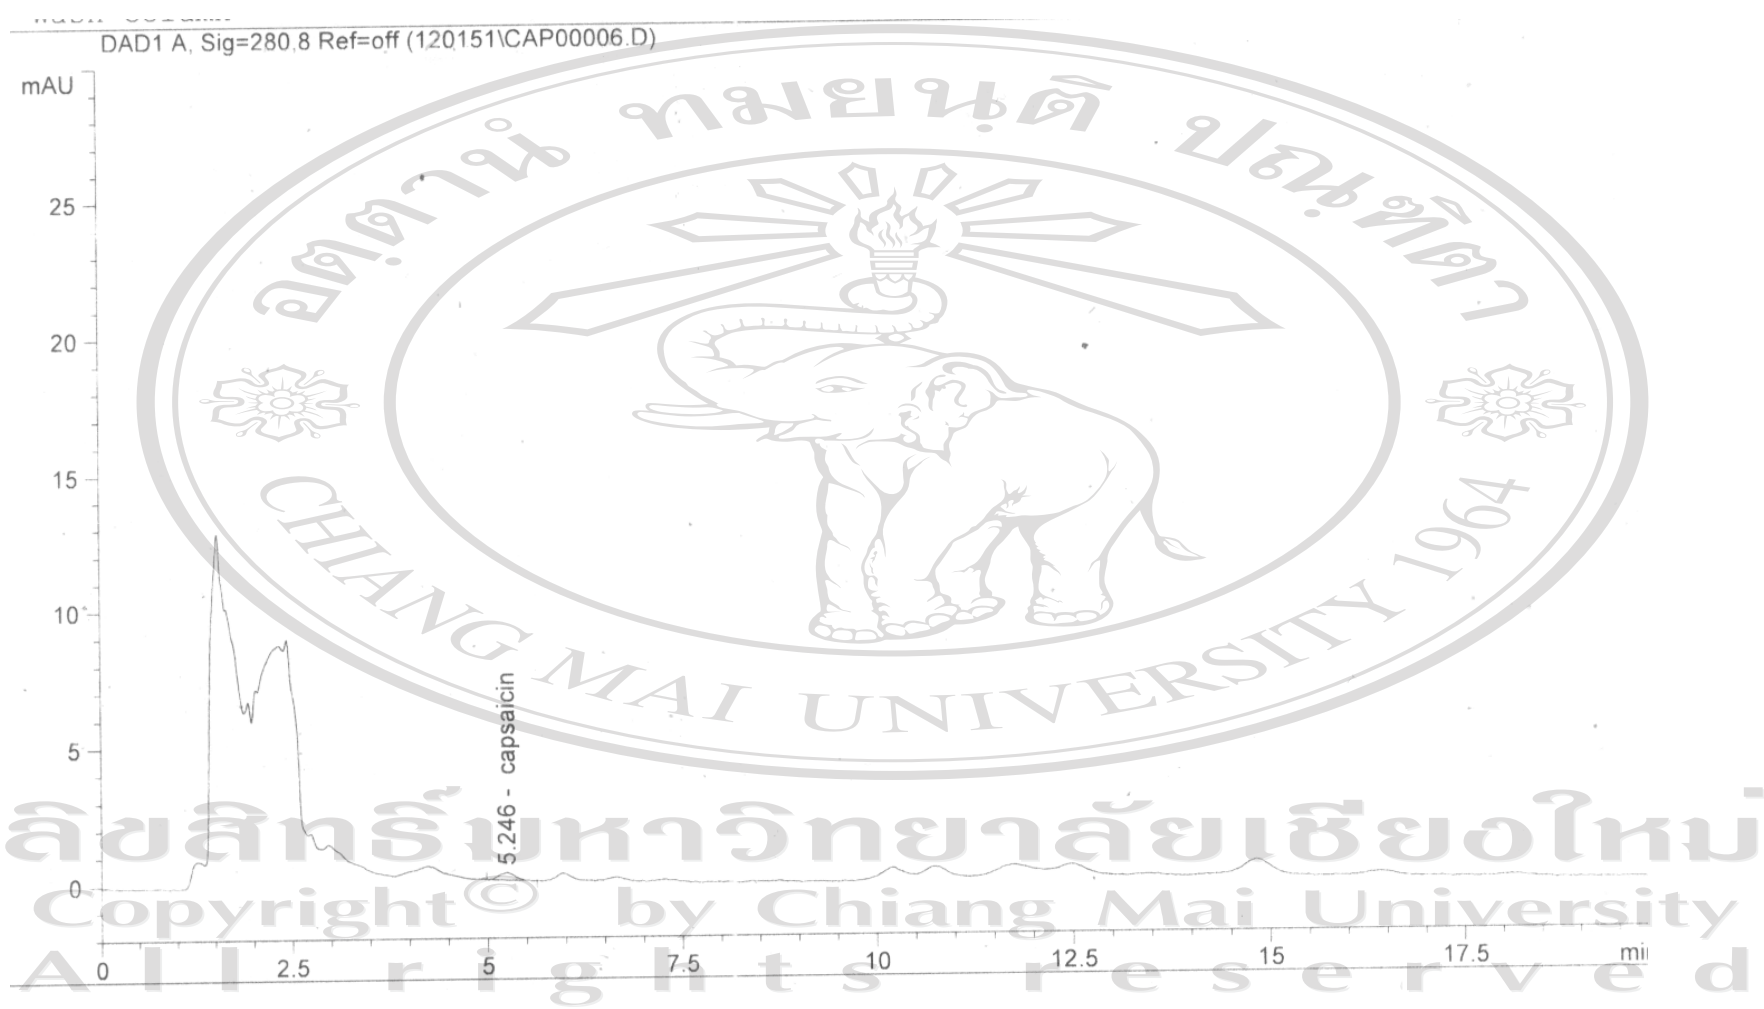 DAD1 A, Sig=280,8 Ref=off (120151\CAP00006.D)
mAU
25
20
15
10
5
0
5.246 - capsaicin
0 2.5 5 7.5 10 12.5 15 17.5 min
อตฺตานํ ทมยนฺติ ปณฺฑิตา
CHIANG MAI UNIVERSITY 1964
ลิขสิทธิ์มหาวิทยาลัยเชียงใหม่
Copyright© by Chiang Mai University
All rights reserved